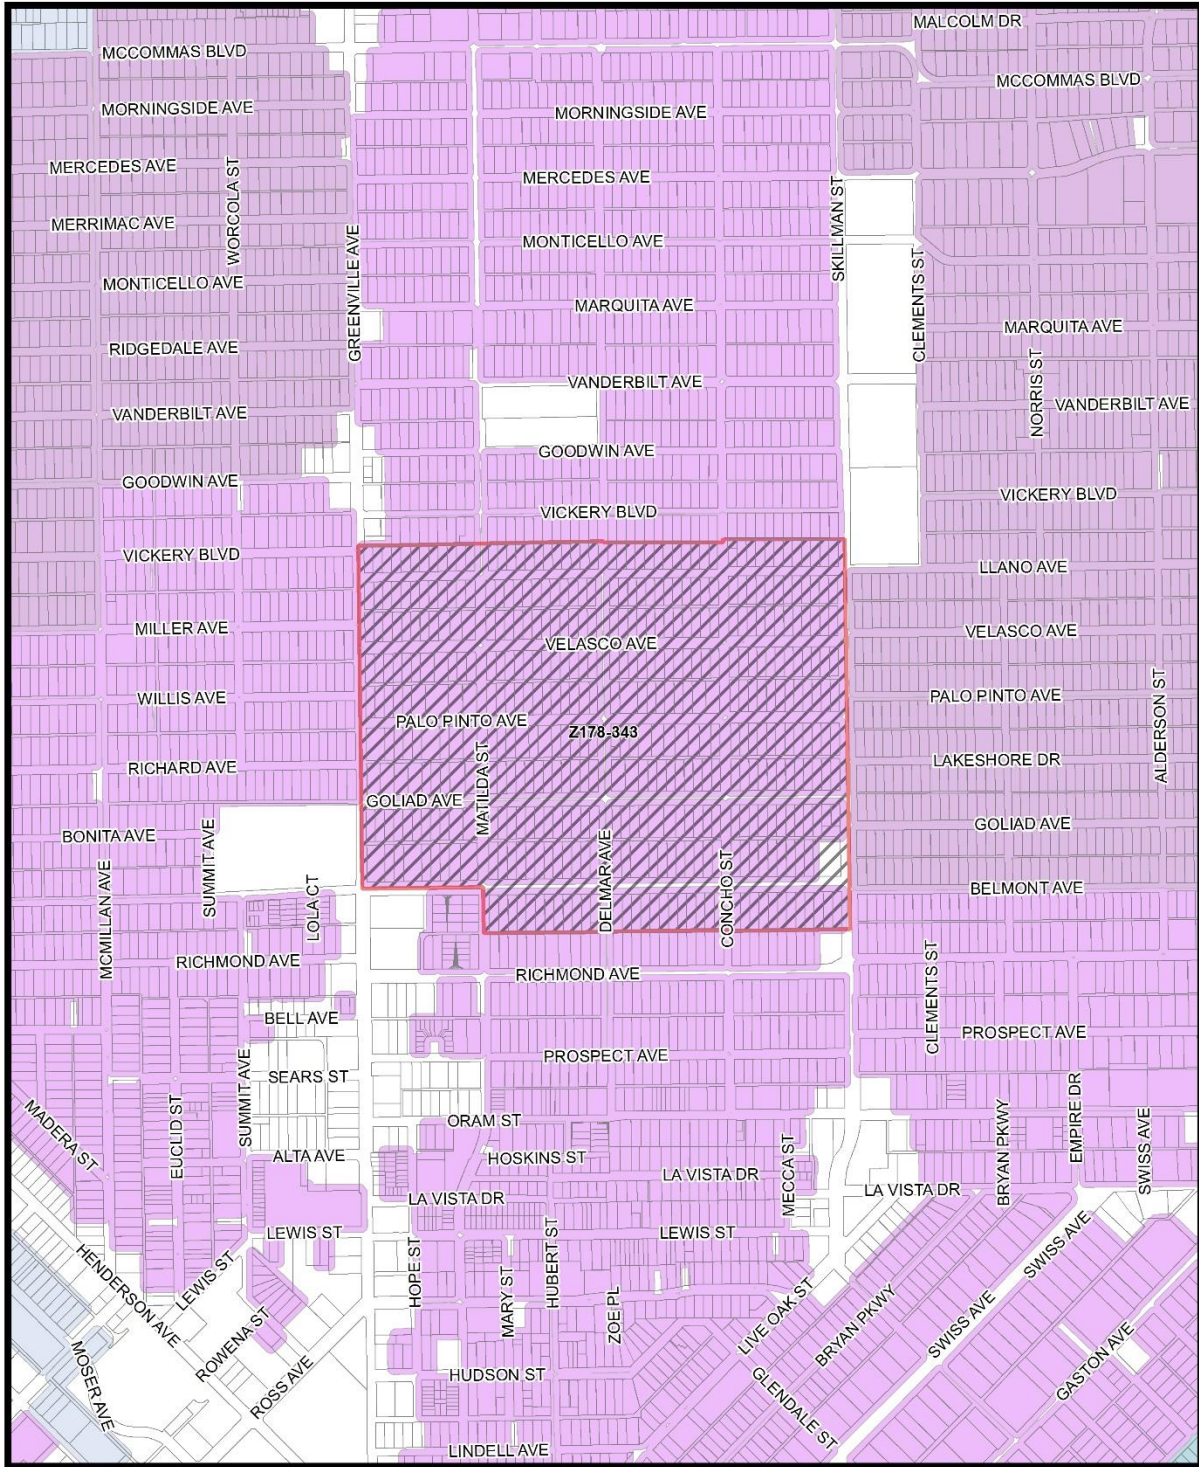 MALCOLM DR
MCCOMMAS BLVD
MCCOMMAS BLVD
MORNINGSIDE AVE
MORNINGSIDE AVE
MERCEDES AVE
MERCEDES AVE
WORCOLA ST
SKILLMAN ST
MERRIMAC AVE
MONTICELLO AVE
GREENVILLE AVE
CLEMENTS ST
MONTICELLO AVE
MARQUITA AVE
MARQUITA AVE
RIDGEDALE AVE
NORRIS ST
VANDERBILT AVE
VANDERBILT AVE
VANDERBILT AVE
GOODWIN AVE
GOODWIN AVE
VICKERY BLVD
VICKERY BLVD
VICKERY BLVD
LLANO AVE
MILLER AVE
VELASCO AVE
VELASCO AVE
WILLIS AVE
PALO PINTO AVE
PALO PINTO AVE
ALDERSON ST
Z178-343
RICHARD AVE
MATILDA ST
LAKESHORE DR
GOLIAD AVE
GOLIAD AVE
BONITA AVE
SUMMIT AVE
DELMAR AVE
CONCHO ST
BELMONT AVE
MCMILLAN AVE
LOLA CT
RICHMOND AVE
RICHMOND AVE
CLEMENTS ST
BELL AVE
PROSPECT AVE
PROSPECT AVE
SEARS ST
SUMMIT AVE
ORAM ST
MADERA ST
EUCLID ST
BRYAN PKWY
EMPIRE DR
SWISS AVE
ALTA AVE
HOSKINS ST
LA VISTA DR
MECCA ST
LA VISTA DR
LA VISTA DR
LEWIS ST
LEWIS ST
HENDERSON AVE
LEWIS ST
HOPE ST
MARY ST
HUBERT ST
ZOE PL
SWISS AVE
LIVE OAK ST
BRYAN PKWY
SWISS AVE
ROWENA ST
ROSS AVE
MOSER AVE
HUDSON ST
GLENDALE ST
GASTON AVE
LINDELL AVE